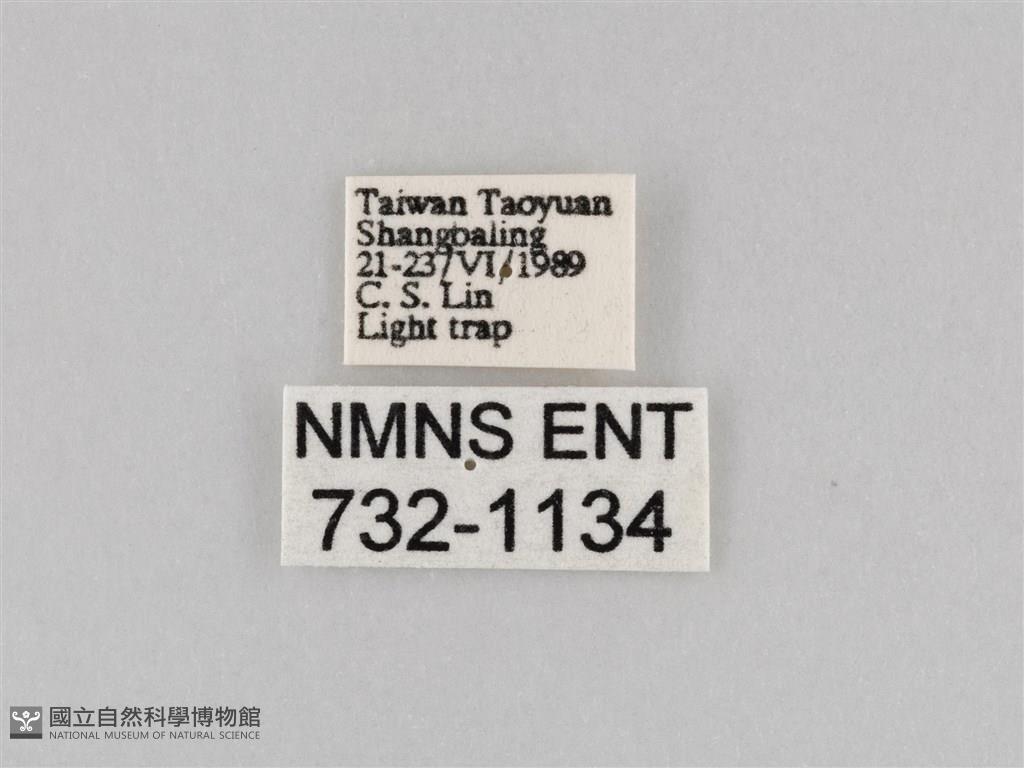 Taiwan Taoyuan
Shangbaling
21-23/VI/1989
C. S. Lin
Light trap
NMNS ENT
732-1134
國立自然科學博物館
NATIONAL MUSEUM OF NATURAL SCIENCE